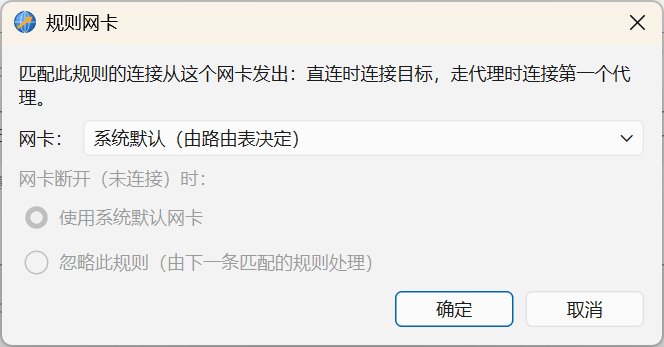 规则网卡
匹配此规则的连接从这个网卡发出：直连时连接目标，走代理时连接第一个代
理。
网卡： 系统默认（由路由表决定）
网卡断开（未连接）时：
使用系统默认网卡
忽略此规则（由下一条匹配的规则处理）
确定 取消